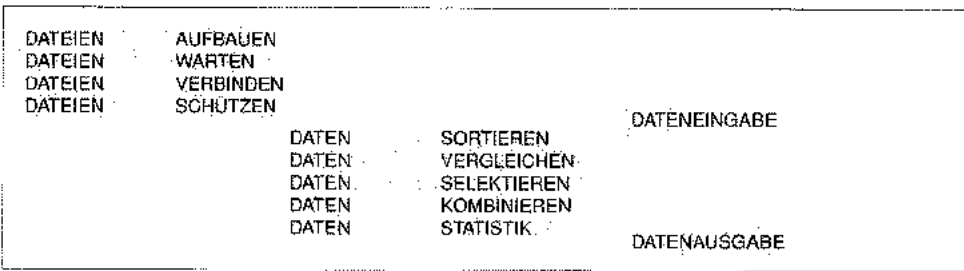 DATEIEN AUFBAUEN
DATEIEN WARTEN
DATEIEN VERBINDEN
DATEIEN SCHÜTZEN
DATENEINGABE
DATEN SORTIEREN
DATEN VERGLEICHEN
DATEN SELEKTIEREN
DATEN KOMBINIEREN
DATEN STATISTIK
DATENAUSGABE